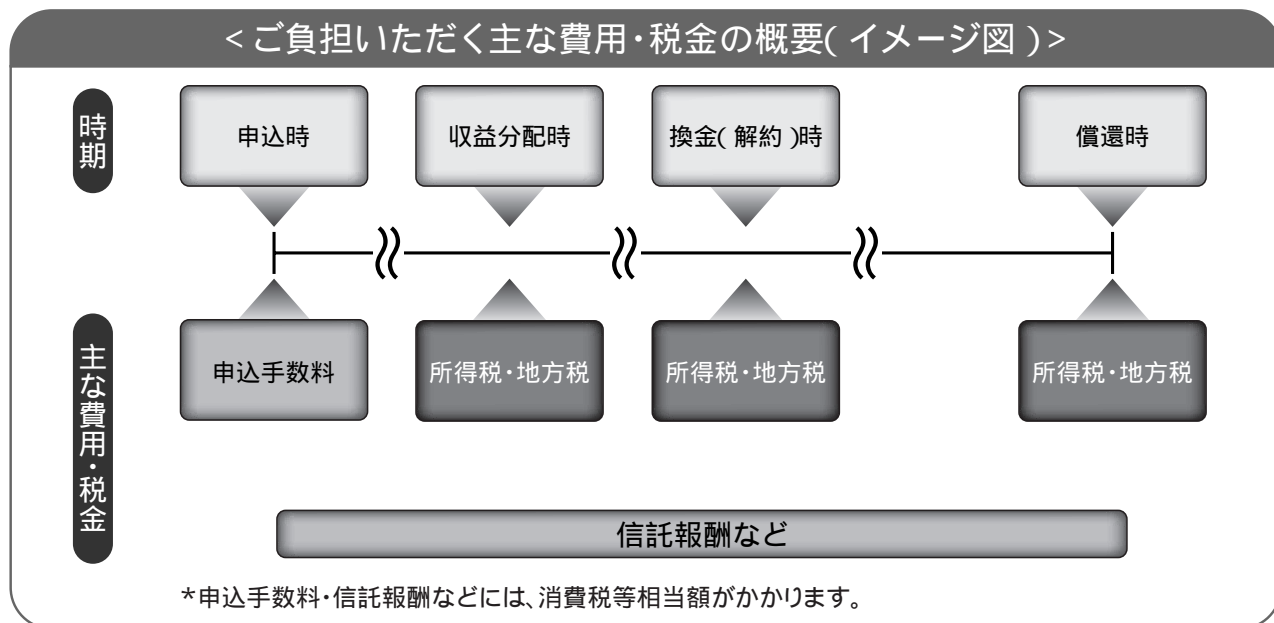 <ご負担いただく主な費用・税金の概要(イメージ図)>
時期
申込時
収益分配時
換金(解約)時
償還時
主な費用・税金
申込手数料
所得税・地方税
所得税・地方税
所得税・地方税
信託報酬など
*申込手数料・信託報酬などには、消費税等相当額がかかります。